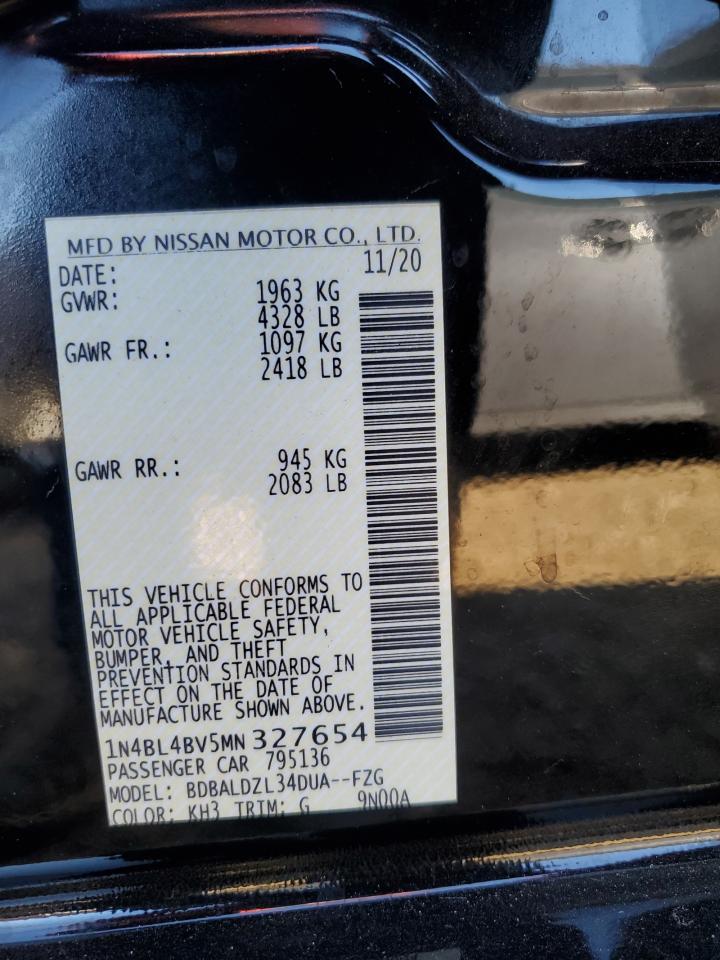 MFD BY NISSAN MOTOR CO., LTD.
DATE: 11/20
GVWR: 1963 KG
4328 LB
GAWR FR.: 1097 KG
2418 LB
GAWR RR.: 945 KG
2083 LB
THIS VEHICLE CONFORMS TO
ALL APPLICABLE FEDERAL
MOTOR VEHICLE SAFETY,
BUMPER, AND THEFT
PREVENTION STANDARDS IN
EFFECT ON THE DATE OF
MANUFACTURE SHOWN ABOVE.
1N4BL4BV5MN 327654
PASSENGER CAR 795136
MODEL: BDBALDZL34DUA--FZG
COLOR: KH3 TRIM: G 9N00A